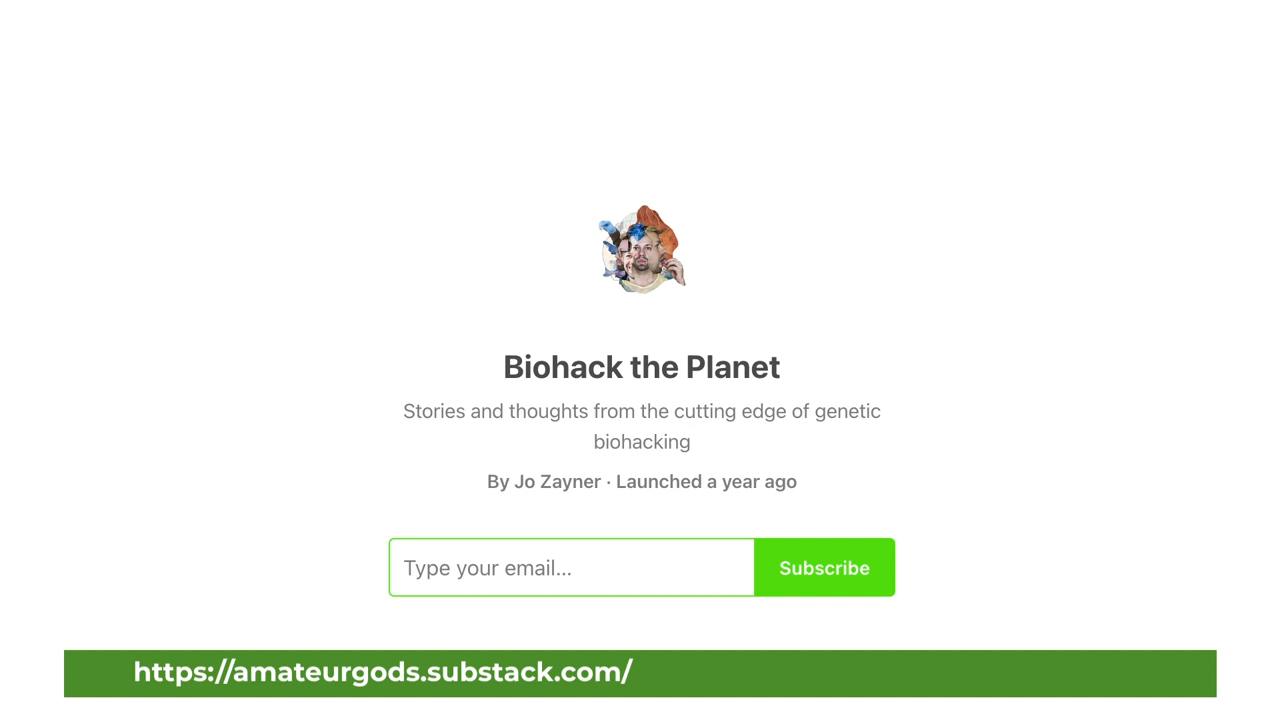 Biohack the Planet
Stories and thoughts from the cutting edge of genetic
biohacking
By Jo Zayner · Launched a year ago
Type your email...
Subscribe
https://amateurgods.substack.com/